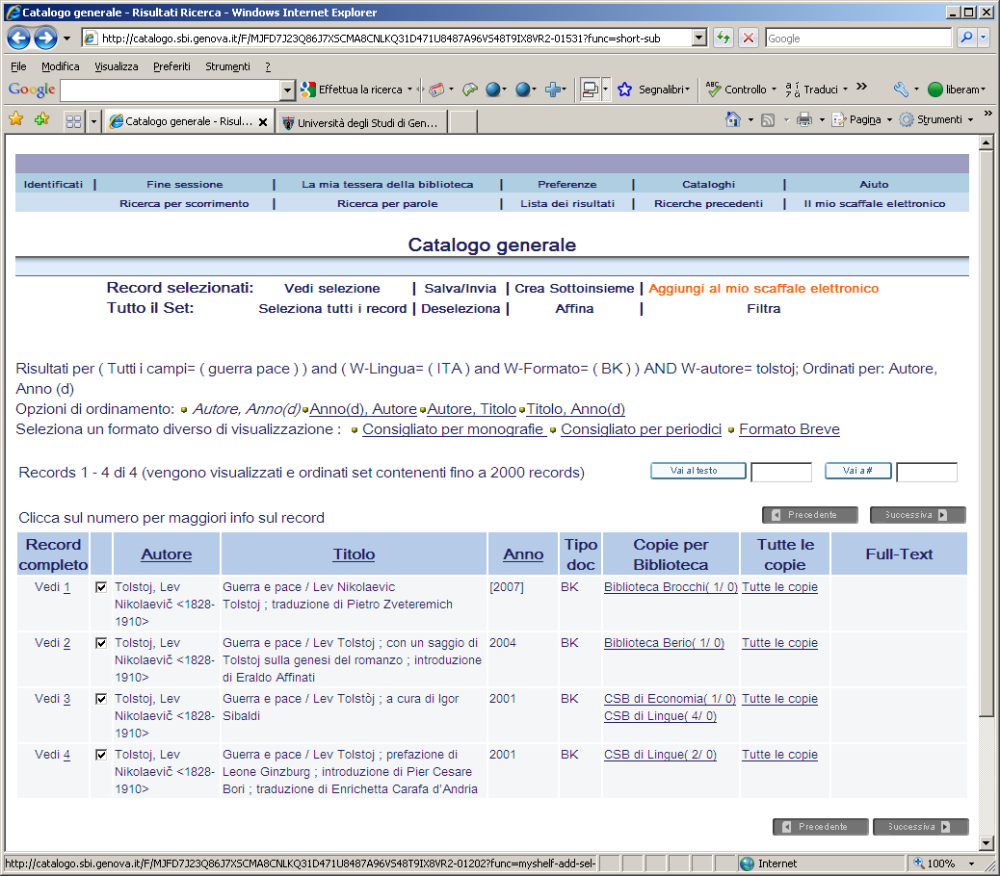 Catalogo generale - Risultati Ricerca - Windows Internet Explorer
http://catalogo.sbi.genova.it/F/MJFD7J23Q86J7XSCMA8CNLKQ31D471U8487A96VS48T9IX8VR2-01531?func=short-sub
Google
File Modifica Visualizza Preferiti Strumenti ?
Google Effettua la ricerca Segnalibri ABC Controllo Traduci » liberam
Catalogo generale - Risul... x Università degli Studi di Gen... Pagina Strumenti »
Identificati | Fine sessione | La mia tessera della biblioteca | Preferenze | Cataloghi | Aiuto
Ricerca per scorrimento | Ricerca per parole | Lista dei risultati | Ricerche precedenti | Il mio scaffale elettronico
Catalogo generale
Record selezionati: Vedi selezione | Salva/Invia | Crea Sottoinsieme | Aggiungi al mio scaffale elettronico
Tutto il Set: Seleziona tutti i record | Deseleziona | Affina | Filtra
Risultati per ( Tutti i campi= ( guerra pace ) ) and ( W-Lingua= ( ITA ) and W-Formato= ( BK ) ) AND W-autore= tolstoj; Ordinati per: Autore,
Anno (d)
Opzioni di ordinamento: Autore, Anno(d) Anno(d), Autore Autore, Titolo Titolo, Anno(d)
Seleziona un formato diverso di visualizzazione : Consigliato per monografie Consigliato per periodici Formato Breve
Records 1 - 4 di 4 (vengono visualizzati e ordinati set contenenti fino a 2000 records) Vai al testo Vai a #
Clicca sul numero per maggiori info sul record Precedente Successiva
Record completo Autore Titolo Anno Tipo doc Copie per Biblioteca Tutte le copie Full-Text
Vedi 1 Tolstoj, Lev Guerra e pace / Lev Nikolaevic [2007] BK Biblioteca Brocchi( 1/ 0) Tutte le copie
Nikolaevič <1828- Tolstoj ; traduzione di Pietro Zveteremich
1910>
Vedi 2 Tolstoj, Lev Guerra e pace / Lev Tolstoj ; con un saggio di 2004 BK Biblioteca Berio( 1/ 0) Tutte le copie
Nikolaevič <1828- Tolstoj sulla genesi del romanzo ; introduzione
1910> di Eraldo Affinati
Vedi 3 Tolstoj, Lev Guerra e pace / Lev Tolstòj ; a cura di Igor 2001 BK CSB di Economia( 1/ 0) Tutte le copie
Nikolaevič <1828- Sibaldi CSB di Lingue( 4/ 0)
1910>
Vedi 4 Tolstoj, Lev Guerra e pace / Lev Tolstoj ; prefazione di 2001 BK CSB di Lingue( 2/ 0) Tutte le copie
Nikolaevič <1828- Leone Ginzburg ; introduzione di Pier Cesare
1910> Bori ; traduzione di Enrichetta Carafa d'Andria
Precedente Successiva
http://catalogo.sbi.genova.it/F/MJFD7J23Q86J7XSCMA8CNLKQ31D471U8487A96VS48T9IX8VR2-01202?func=myshelf-add-sel- Internet 100%